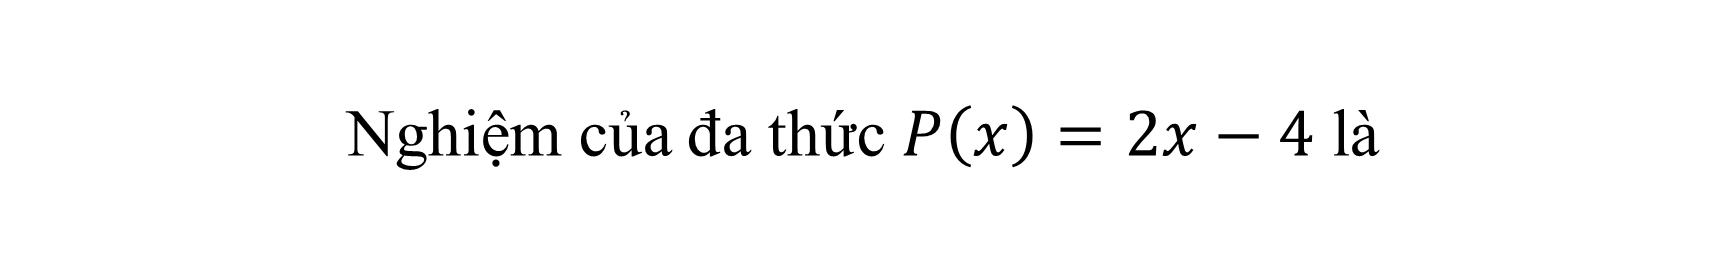 Nghiệm của đa thức P(x) = 2x − 4 là